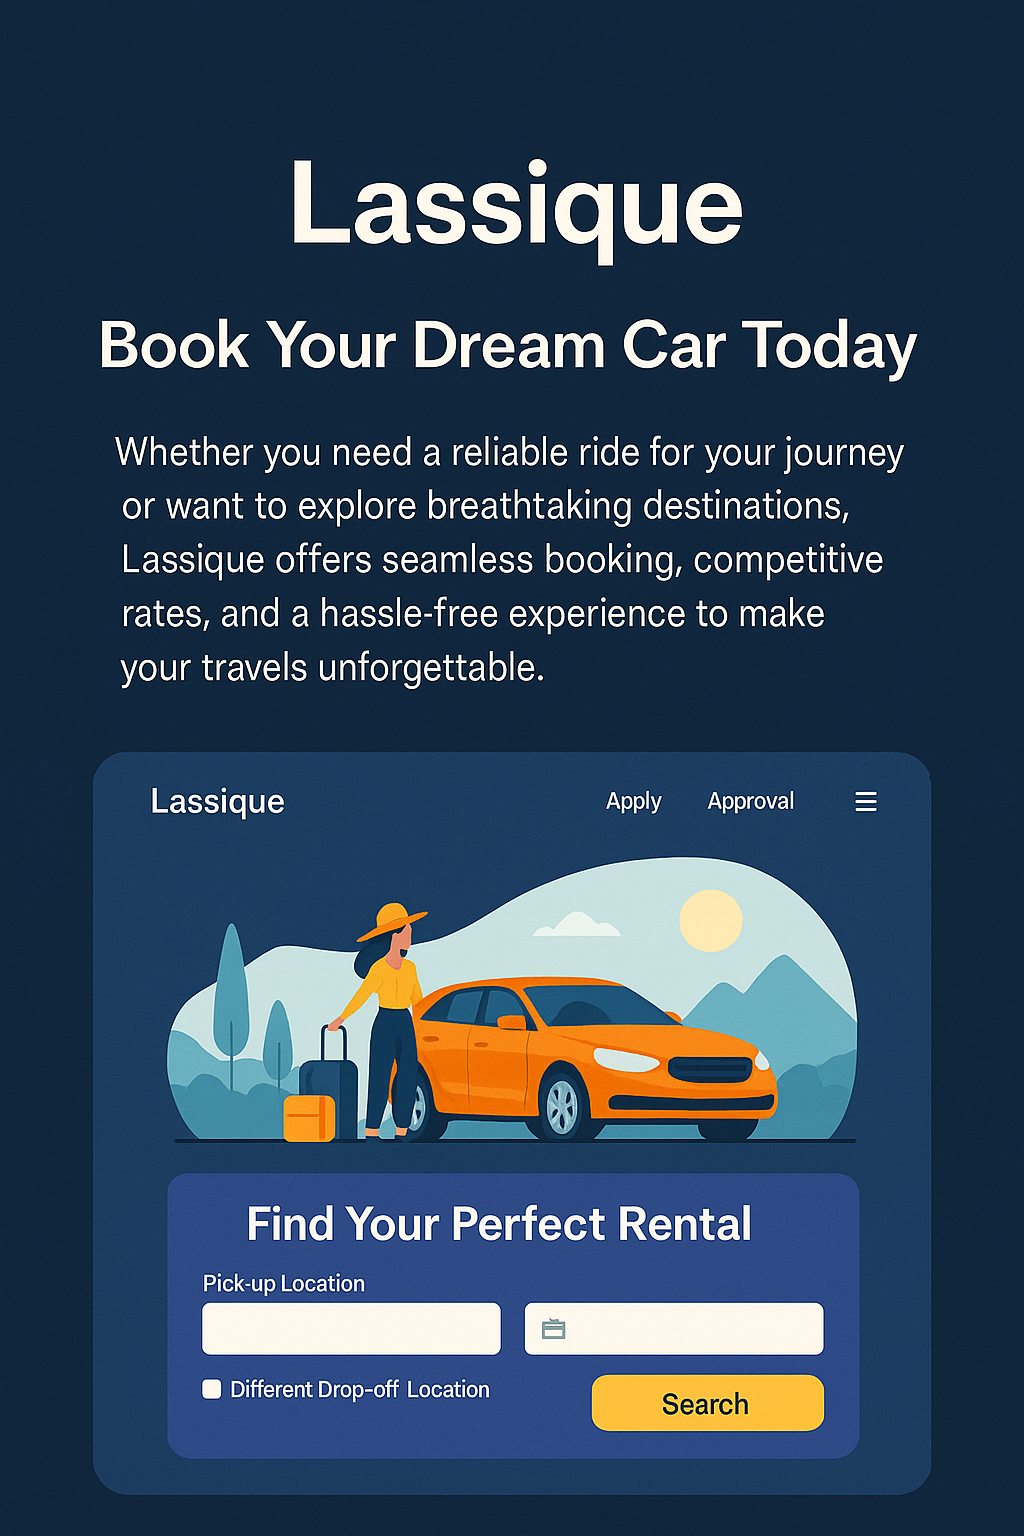 Lassique
Book Your Dream Car Today
Whether you need a reliable ride for your journey
or want to explore breathtaking destinations,
Lassique offers seamless booking, competitive
rates, and a hassle-free experience to make
your travels unforgettable.
Lassique Apply Approval
Find Your Perfect Rental
Pick-up Location
Different Drop-off Location
Search